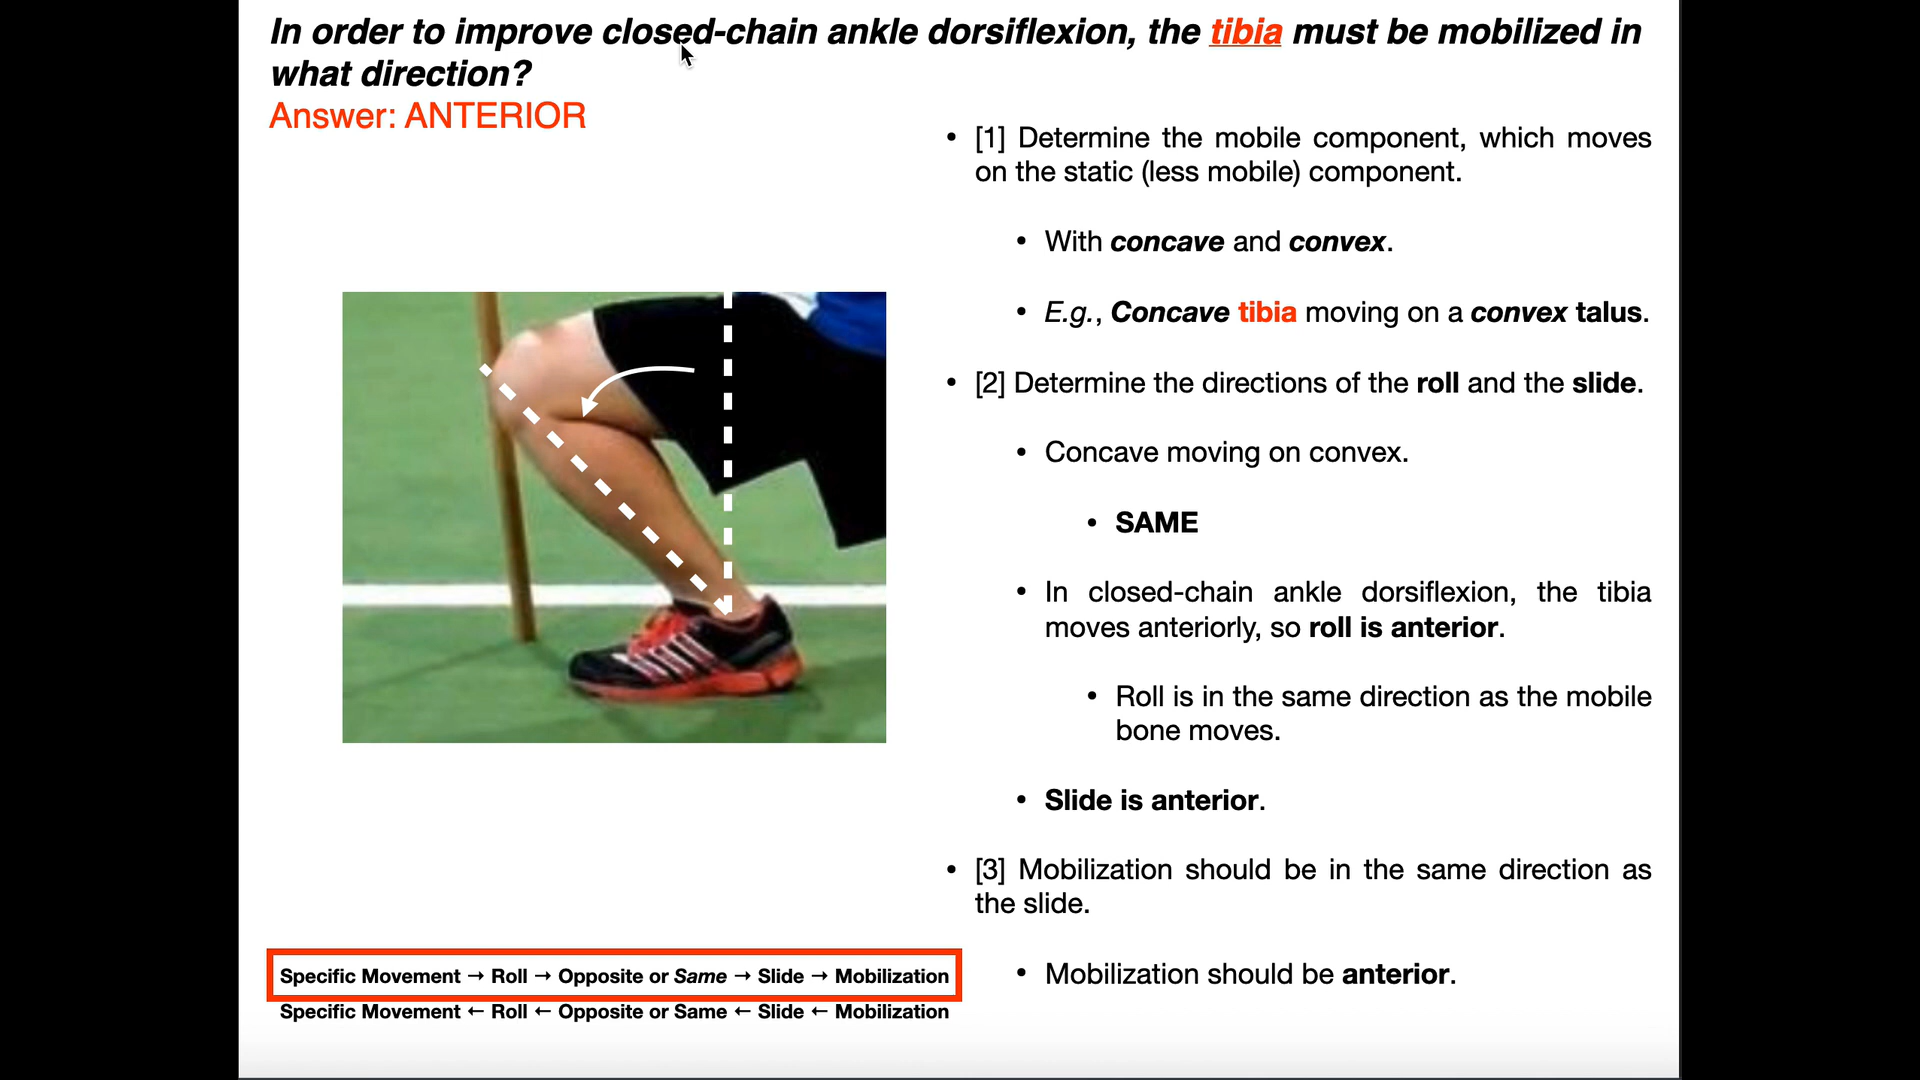 In order to improve closed-chain ankle dorsiflexion, the tibia must be mobilized in
what direction?
Answer: ANTERIOR
• [1] Determine the mobile component, which moves
on the static (less mobile) component.
• With concave and convex.
• E.g., Concave tibia moving on a convex talus.
• [2] Determine the directions of the roll and the slide.
• Concave moving on convex.
• SAME
• In closed-chain ankle dorsiflexion, the tibia
moves anteriorly, so roll is anterior.
• Roll is in the same direction as the mobile
bone moves.
• Slide is anterior.
• [3] Mobilization should be in the same direction as
the slide.
• Mobilization should be anterior.
Specific Movement → Roll → Opposite or Same → Slide → Mobilization
Specific Movement ← Roll ← Opposite or Same ← Slide ← Mobilization